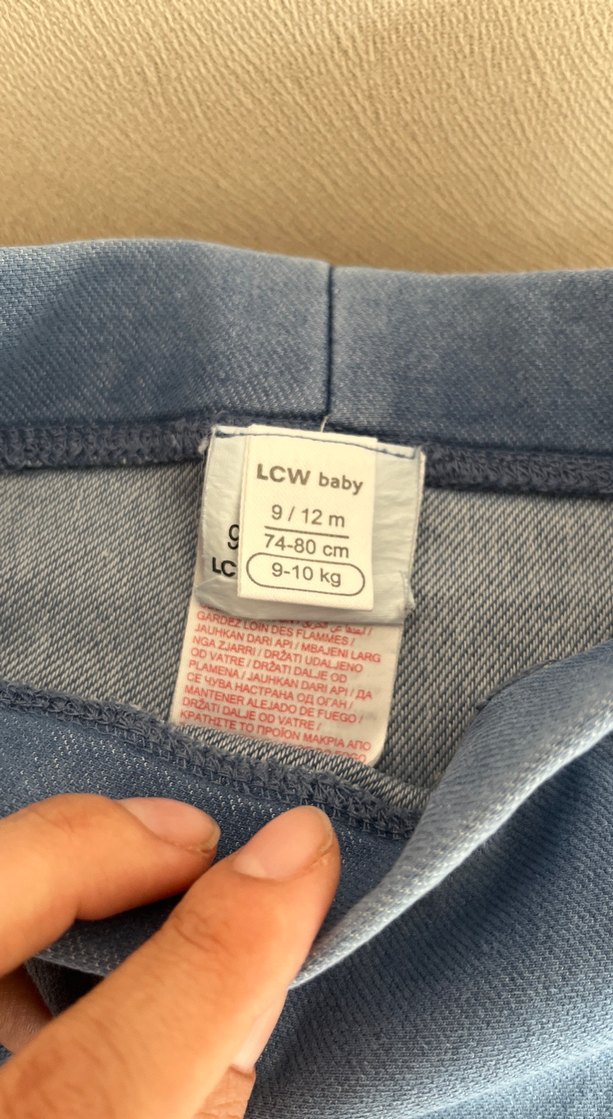 LCW baby
9 / 12 m
74-80 cm
9-10 kg
9
LC
GARDEZ LOIN DES FLAMMES /
JAUHKAN DARI API / MBAJENI LARG
NGA ZJARRI / DRŽATI UDALJENO
OD VATRE / DRŽATI DALJE OD
PLAMENA / JAUHKAN DARI API / ДА
СЕ ЧУВА НАСТРАНА ОД ОГАН /
MANTENER ALEJADO DE FUEGO /
DRŽATI DALJE OD VATRE /
ΚΡΑΤΗΣΤΕ ΤΟ ΠΡΟΪΟΝ ΜΑΚΡΙΑ ΑΠΟ